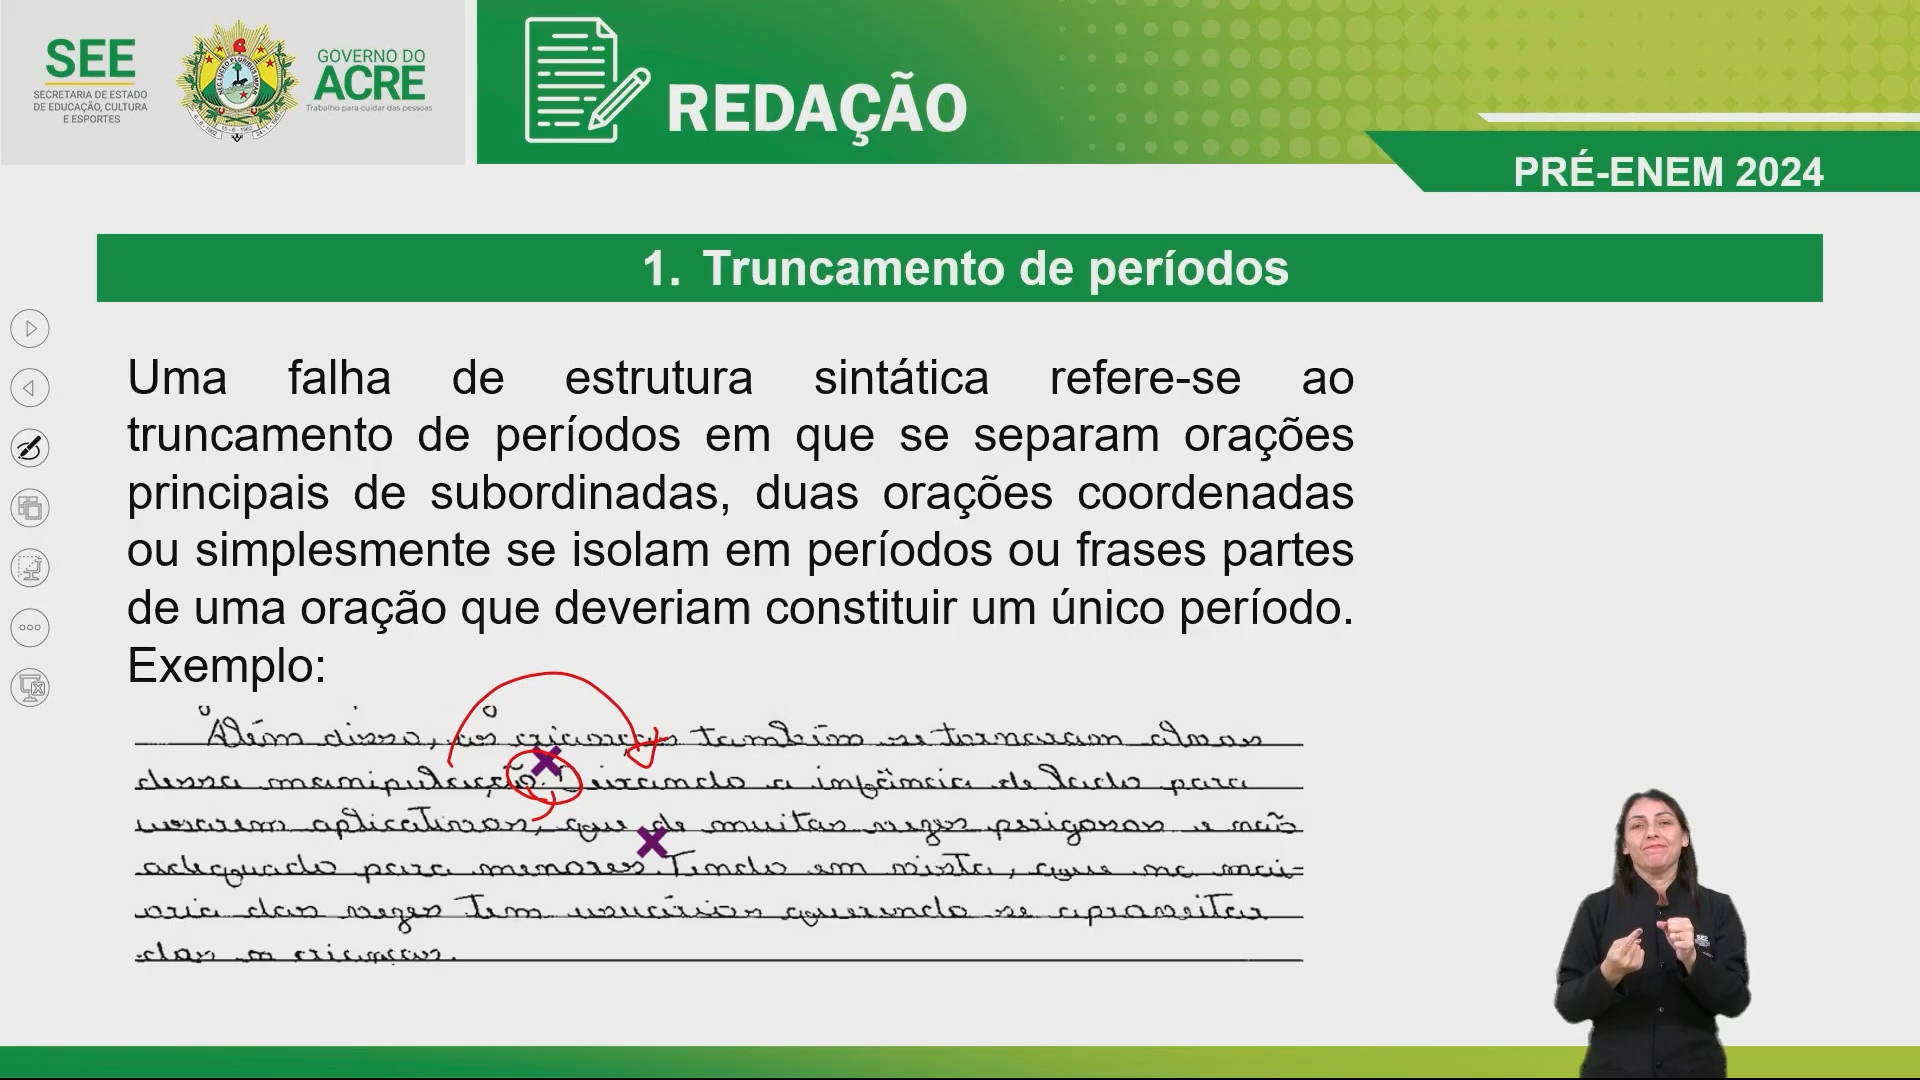 SEE
SECRETARIA DE ESTADO
DE EDUCAÇÃO, CULTURA
E ESPORTES
GOVERNO DO
ACRE
Trabalho para cuidar das pessoas
REDAÇÃO
PRÉ-ENEM 2024
1. Truncamento de períodos
Uma falha de estrutura sintática refere-se ao
truncamento de períodos em que se separam orações
principais de subordinadas, duas orações coordenadas
ou simplesmente se isolam em períodos ou frases partes
de uma oração que deveriam constituir um único período.
Exemplo:
Além disso, as crianças também se tornaram alvos
dessa manipulação. Deixando a infância de lado para
usarem aplicativos, que de muitas vezes perigosos e não
adequado para menores. Tendo em vista, que na mai-
oria das vezes tem usuários querendo se aproveitar
das crianças.